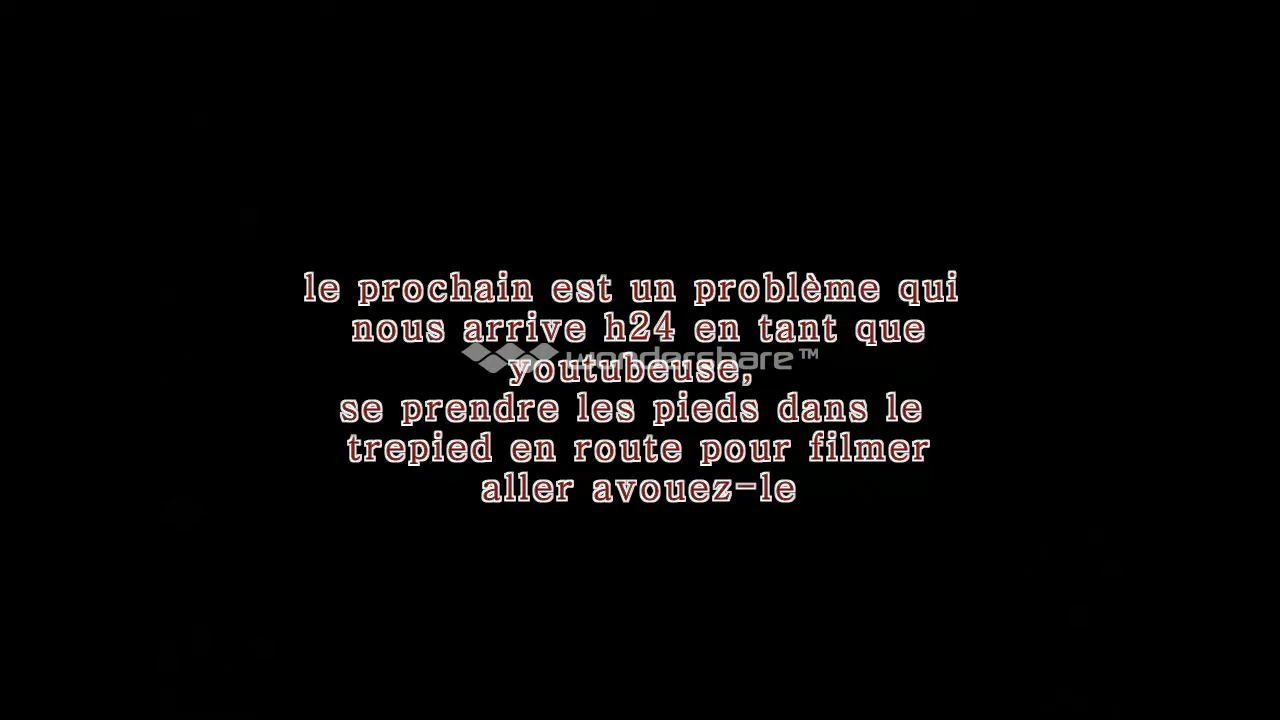 le prochain est un problème qui
nous arrive h24 en tant que
wondershare™
youtubeuse,
se prendre les pieds dans le
trepied en route pour filmer
aller avouez-le